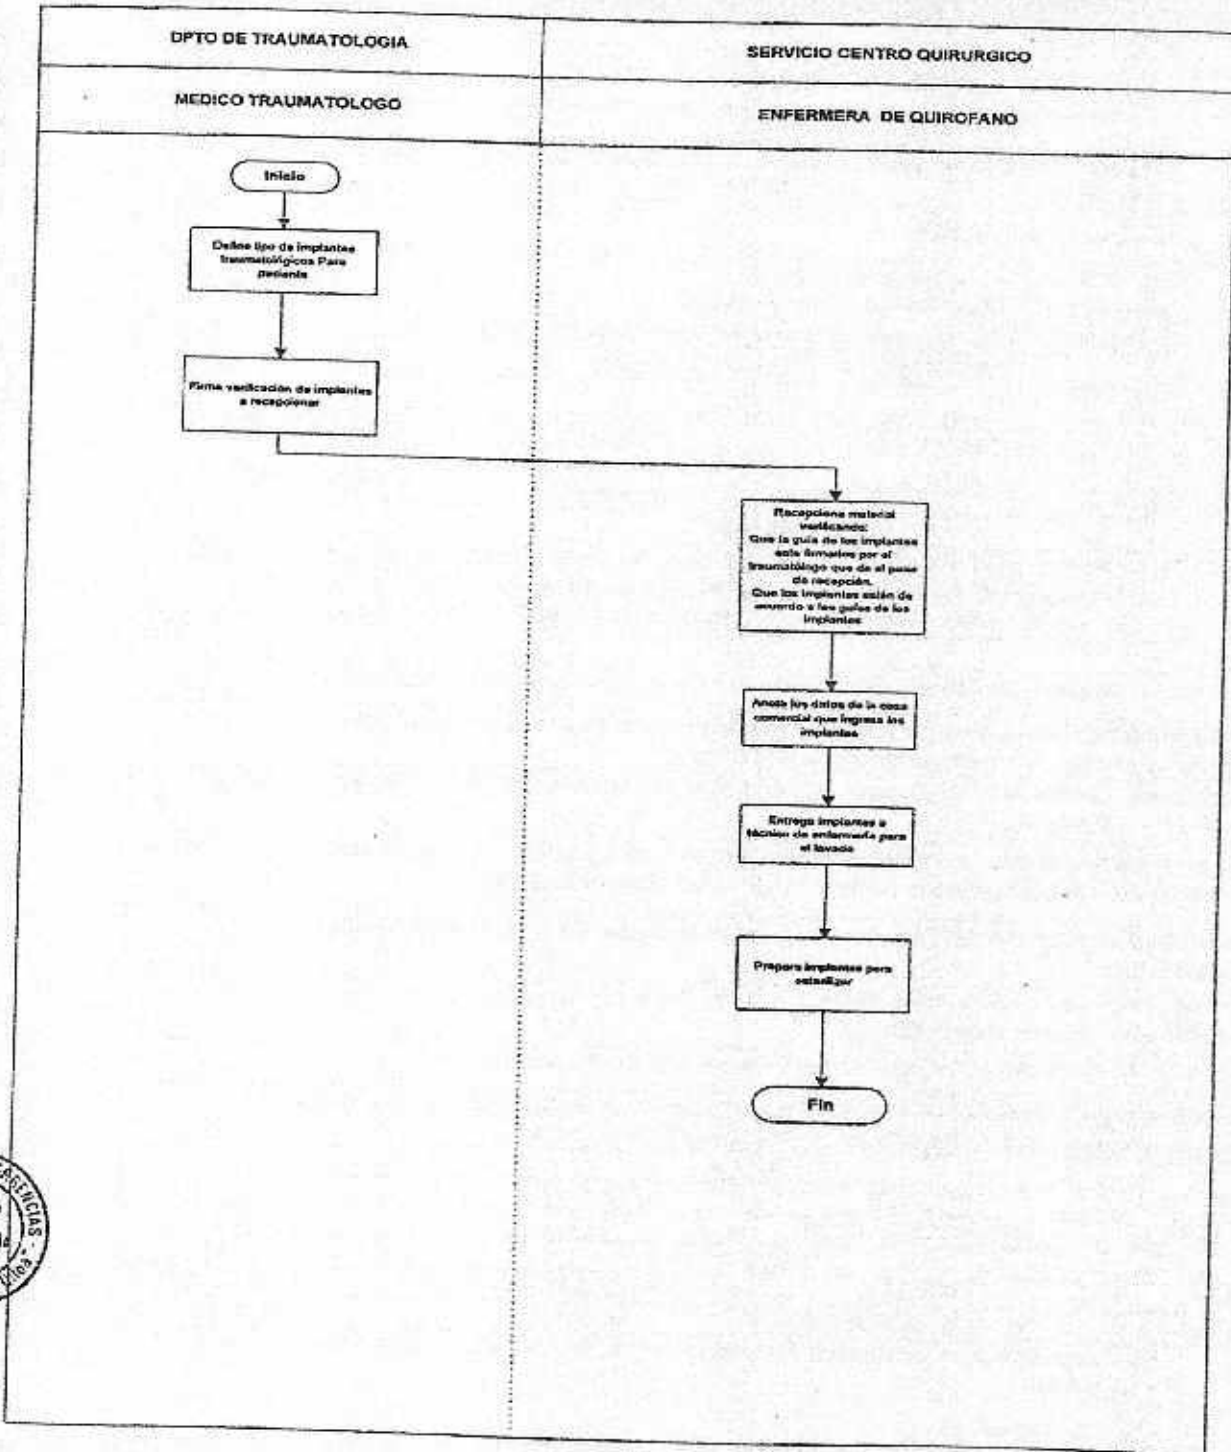 DPTO DE TRAUMATOLOGIA
SERVICIO CENTRO QUIRURGICO
MEDICO TRAUMATOLOGO
ENFERMERA DE QUIROFANO
Inicio
Define tipo de implantes
traumatológicos Para
paciente
Firma verificación de implantes
a recepcionar
Recepciona material
verificando:
Que la guia de los implantes
este firmados por el
traumatólogo que da el pase
de recepción.
Que los implantes estén de
acuerdo a las guías de los
implantes
Anota los datos de la casa
comercial que ingresa los
implantes
Entrega implantes a
técnico de enfermería para
el lavado
Prepara implantes para
esterilizar
Fin